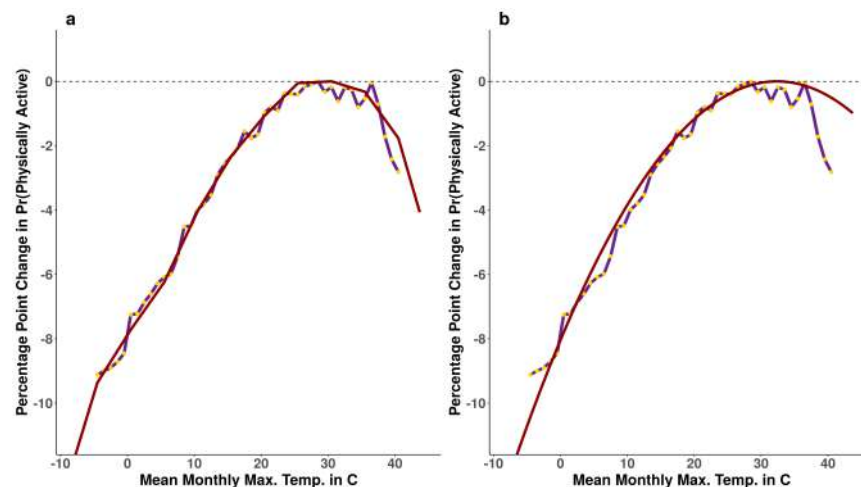 a
Percentage Point Change in Pr(Physically Active)
0
-2
-4
-6
-8
-10
-10 0 10 20 30 40
Mean Monthly Max. Temp. in C
b
Percentage Point Change in Pr(Physically Active)
0
-2
-4
-6
-8
-10
-10 0 10 20 30 40
Mean Monthly Max. Temp. in C